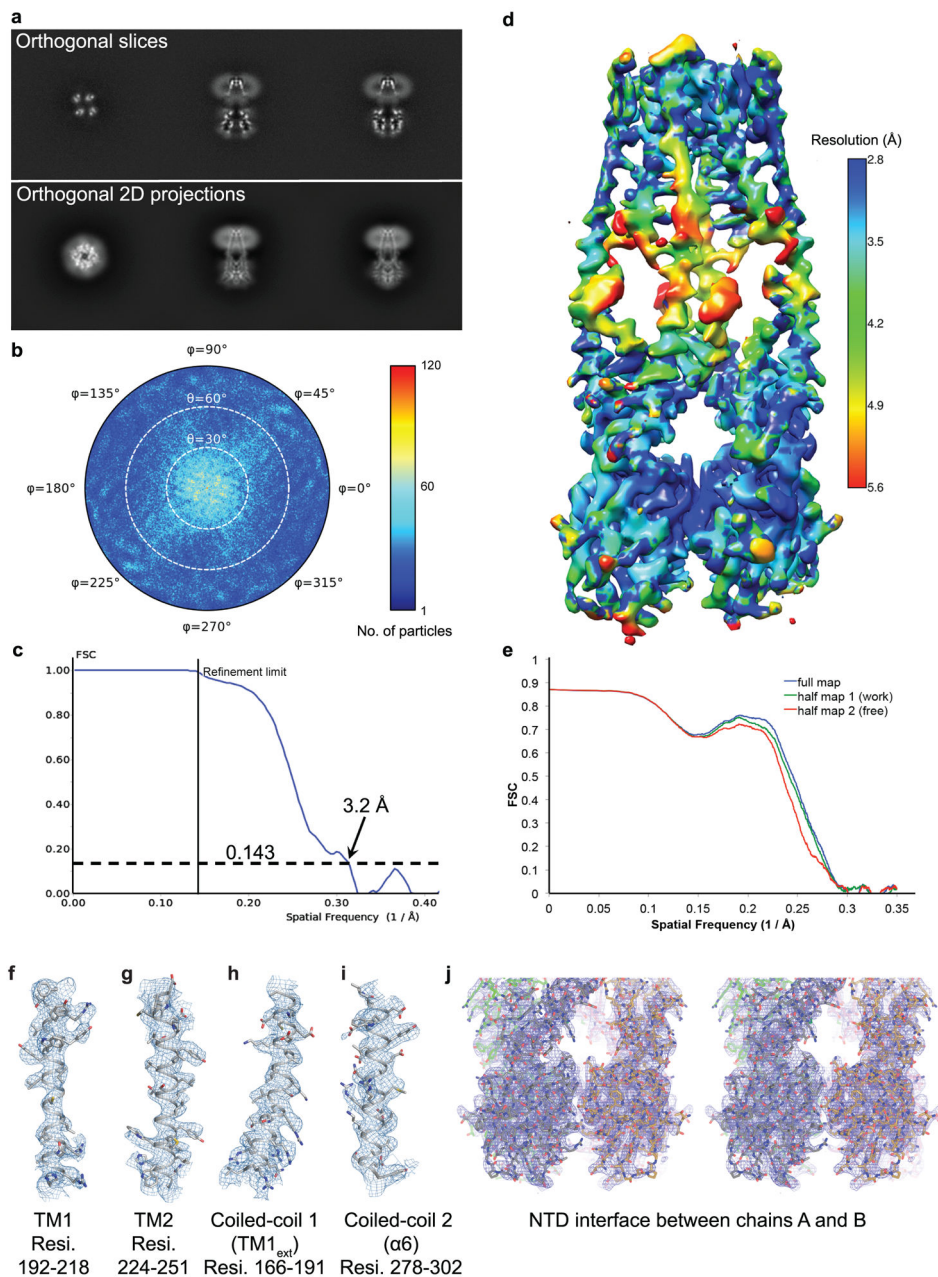 a
Orthogonal slices
Orthogonal 2D projections
b
φ=90°
φ=135°
φ=45°
θ=60°
θ=30°
φ=180°
φ=0°
φ=225°
φ=315°
φ=270°
120
60
1
No. of particles
c
FSC
Refinement limit
1.00
0.80
0.60
0.40
0.20
0.00
3.2 Å
0.143
0.00
0.10
0.20
0.30
0.40
Spatial Frequency (1 / Å)
d
Resolution (Å)
2.8
3.5
4.2
4.9
5.6
e
1
0.9
0.8
0.7
0.6
0.5
0.4
0.3
0.2
0.1
0
FSC
full map
half map 1 (work)
half map 2 (free)
0
0.05
0.1
0.15
0.2
0.25
0.3
0.35
Spatial Frequency (1 / Å)
f
TM1
Resi.
192-218
g
TM2
Resi.
224-251
h
Coiled-coil 1
(TM1ext)
Resi. 166-191
i
Coiled-coil 2
(α6)
Resi. 278-302
j
NTD interface between chains A and B